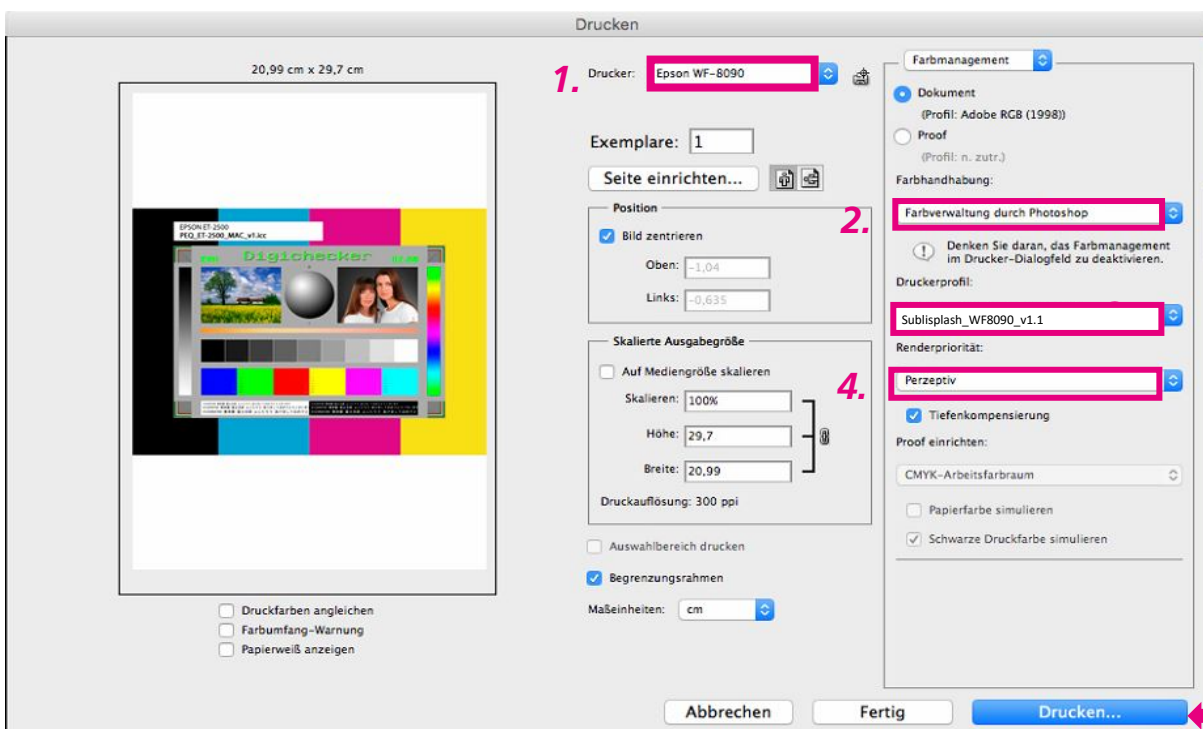 Drucken
20,99 cm x 29,7 cm
EPSON ET-2500
PEQ_ET-2500_MAC_v1.icc
Digichecker
Druckfarben angleichen
Farbumfang-Warnung
Papierweiß anzeigen
1. Drucker: Epson WF-8090
Exemplare: 1
Seite einrichten...
Position
Bild zentrieren
Oben: -1,04
Links: -0,635
Skalierte Ausgabegröße
Auf Mediengröße skalieren
Skalieren: 100%
Höhe: 29,7
Breite: 20,99
Druckauflösung: 300 ppi
Auswahlbereich drucken
Begrenzungsrahmen
Maßeinheiten: cm
Farbmanagement
Dokument
(Profil: Adobe RGB (1998))
Proof
(Profil: n. zutr.)
Farbhandhabung:
2. Farbverwaltung durch Photoshop
Denken Sie daran, das Farbmanagement
im Drucker-Dialogfeld zu deaktivieren.
Druckerprofil:
Sublisplash_WF8090_v1.1
Renderpriorität:
4. Perzeptiv
Tiefenkompensierung
Proof einrichten:
CMYK-Arbeitsfarbraum
Papierfarbe simulieren
Schwarze Druckfarbe simulieren
Abbrechen
Fertig
Drucken...